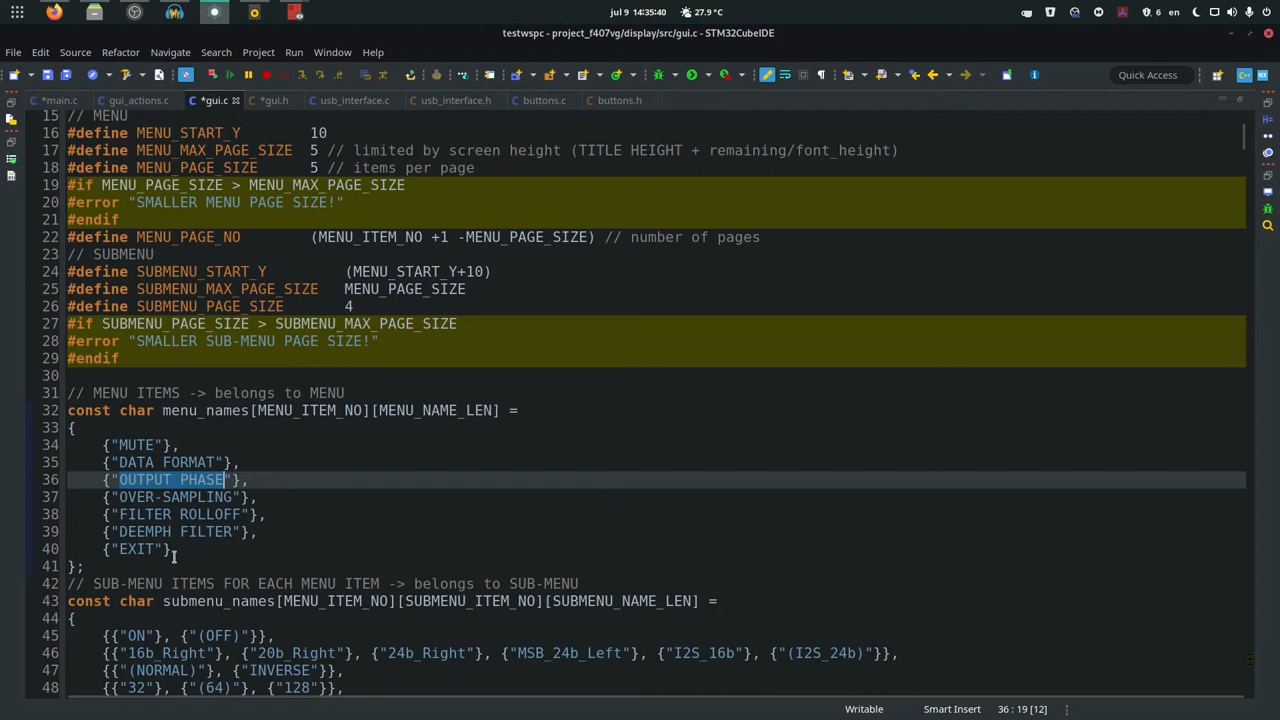 jul 9 14:35:40 27.9 °C 6 en
testwspc - project_f407vg/display/src/gui.c - STM32CubeIDE
File Edit Source Refactor Navigate Search Project Run Window Help
Quick Access
*main.c gui_actions.c *gui.c *gui.h usb_interface.c usb_interface.h buttons.c buttons.h
15 // MENU
16 #define MENU_START_Y 10
17 #define MENU_MAX_PAGE_SIZE 5 // limited by screen height (TITLE HEIGHT + remaining/font_height)
18 #define MENU_PAGE_SIZE 5 // items per page
19 #if MENU_PAGE_SIZE > MENU_MAX_PAGE_SIZE
20 #error "SMALLER MENU PAGE SIZE!"
21 #endif
22 #define MENU_PAGE_NO (MENU_ITEM_NO +1 -MENU_PAGE_SIZE) // number of pages
23 // SUBMENU
24 #define SUBMENU_START_Y (MENU_START_Y+10)
25 #define SUBMENU_MAX_PAGE_SIZE MENU_PAGE_SIZE
26 #define SUBMENU_PAGE_SIZE 4
27 #if SUBMENU_PAGE_SIZE > SUBMENU_MAX_PAGE_SIZE
28 #error "SMALLER SUB-MENU PAGE SIZE!"
29 #endif
30
31 // MENU ITEMS -> belongs to MENU
32 const char menu_names[MENU_ITEM_NO][MENU_NAME_LEN] =
33 {
34 {"MUTE"},
35 {"DATA FORMAT"},
36 {"OUTPUT PHASE"},
37 {"OVER-SAMPLING"},
38 {"FILTER ROLLOFF"},
39 {"DEEMPH FILTER"},
40 {"EXIT"}
41 };
42 // SUB-MENU ITEMS FOR EACH MENU ITEM -> belongs to SUB-MENU
43 const char submenu_names[MENU_ITEM_NO][SUBMENU_ITEM_NO][SUBMENU_NAME_LEN] =
44 {
45 {{"ON"}, {"(OFF)"}},
46 {{"16b_Right"}, {"20b_Right"}, {"24b_Right"}, {"MSB_24b_Left"}, {"I2S_16b"}, {"(I2S_24b)"}},
47 {{"(NORMAL)"}, {"INVERSE"}},
48 {{"32"}, {"(64)"}, {"128"}},
Writable Smart Insert 36 : 19 [12]